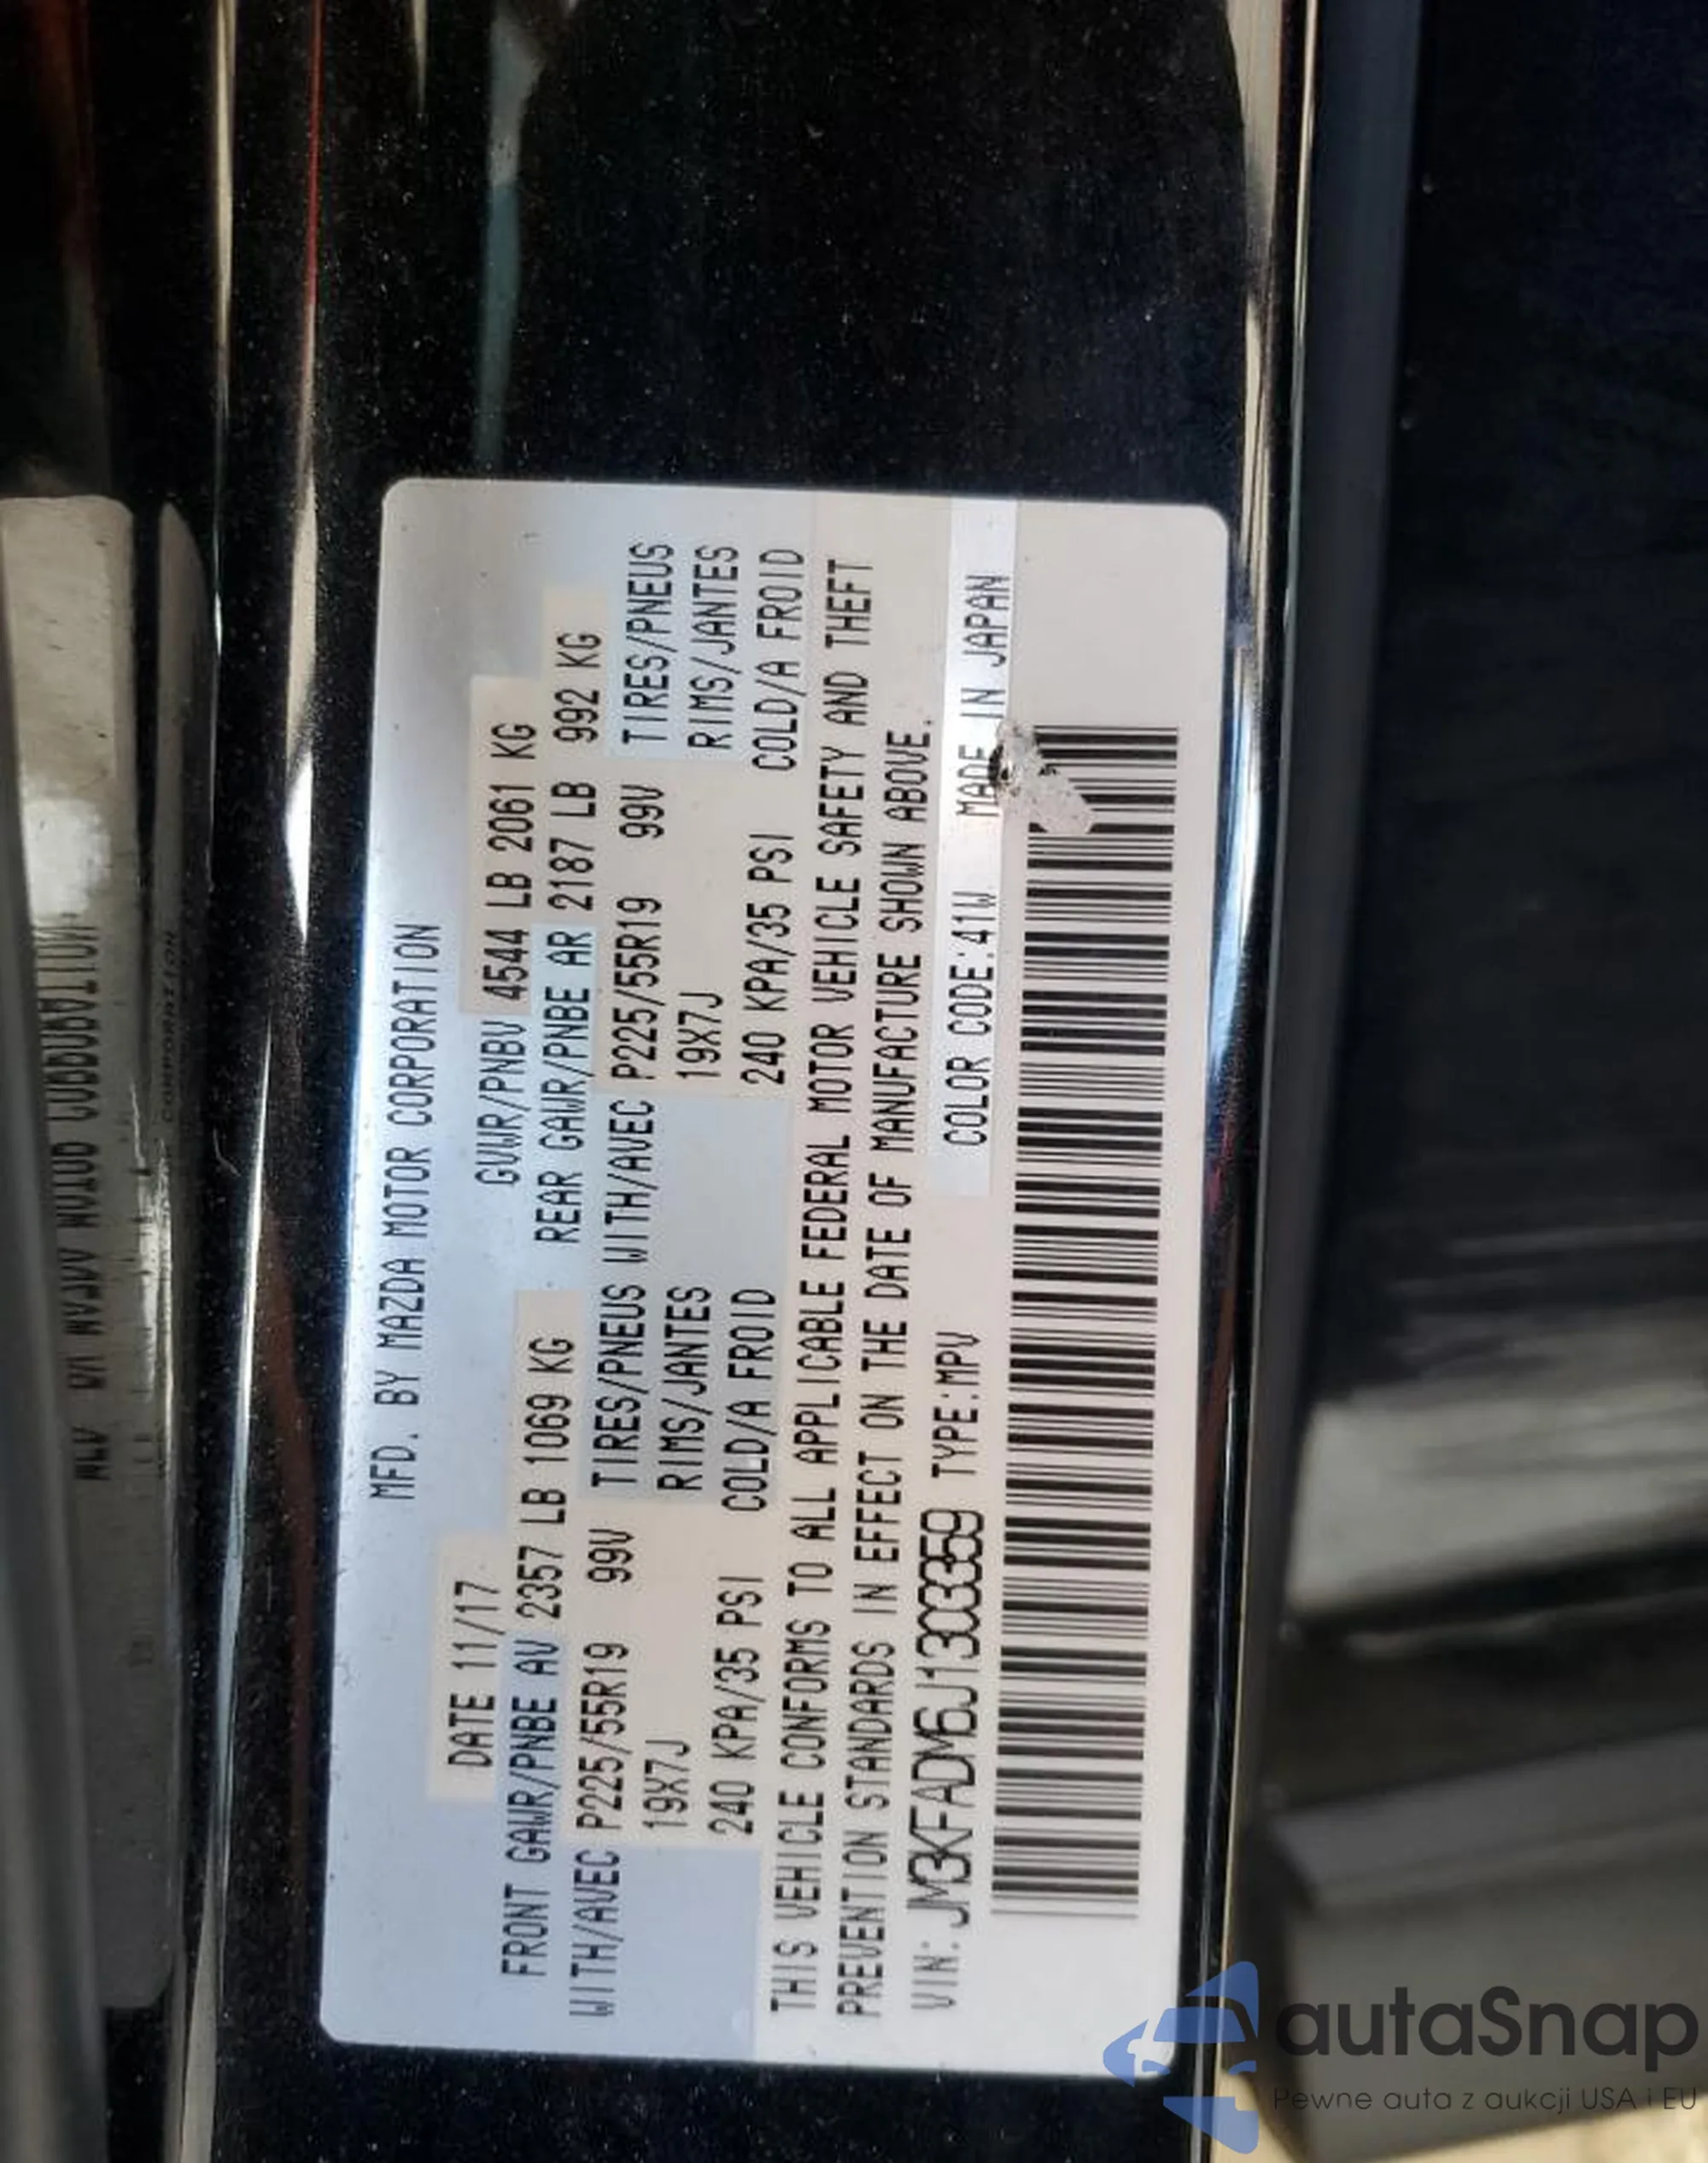 MFD. BY MAZDA MOTOR CORPORATION
DATE 11/17 GVWR/PNBV 4544 LB 2061 KG
FRONT GAWR/PNBE AV 2357 LB 1069 KG REAR GAWR/PNBE AR 2187 LB 992 KG
WITH/AVEC P225/55R19 99V TIRES/PNEUS WITH/AVEC P225/55R19 99V TIRES/PNEUS
19X7J RIMS/JANTES 19X7J RIMS/JANTES
240 KPA/35 PSI COLD/A FROID 240 KPA/35 PSI COLD/A FROID
THIS VEHICLE CONFORMS TO ALL APPLICABLE FEDERAL MOTOR VEHICLE SAFETY AND THEFT
PREVENTION STANDARDS IN EFFECT ON THE DATE OF MANUFACTURE SHOWN ABOVE.
VIN: JM3KFADM6J1303359 TYPE:MPV COLOR CODE:41W MADE IN JAPAN
autaSnap
Pewne auta z aukcji USA i EU